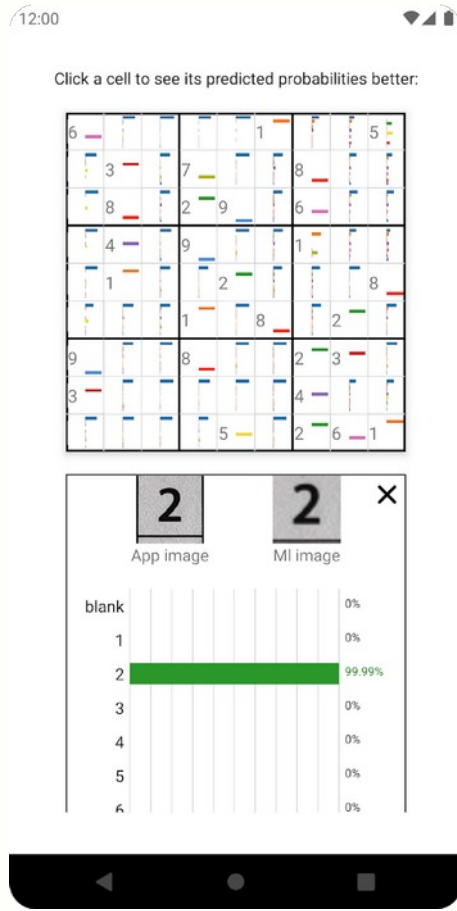 12:00
Click a cell to see its predicted probabilities better:
6 1 5
3 7 8
8 2 9 6
4 9 1
1 2 8
1 8 2
9 8 2 3
3 4
5 2 6 1
2 2
App image Ml image
blank 0%
1 0%
2 99.99%
3 0%
4 0%
5 0%
6 0%